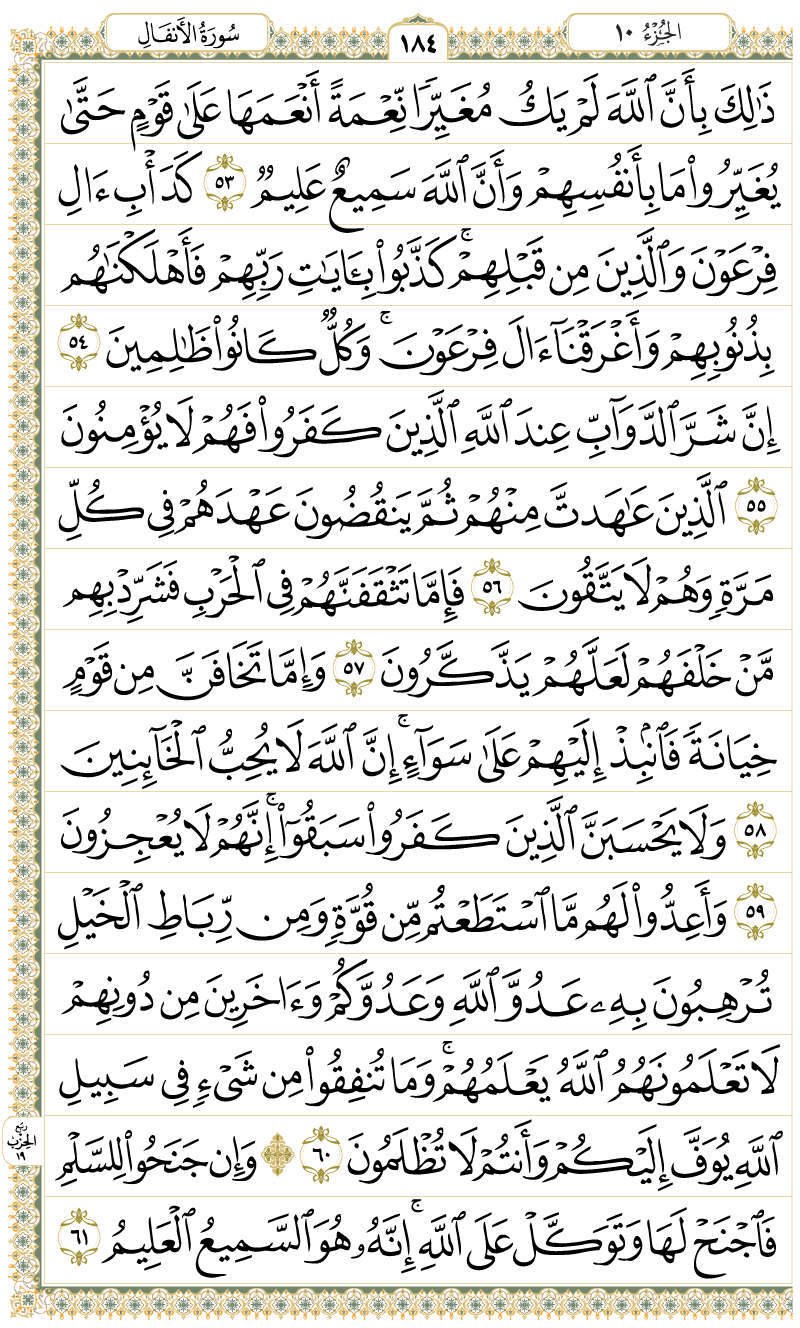 الجُزْءُ ١٠
١٨٤
سُورَةُ الأَنفَالِ
ذَٰلِكَ بِأَنَّ ٱللَّهَ لَمْ يَكُ مُغَيِّرًا نِّعْمَةً أَنْعَمَهَا عَلَىٰ قَوْمٍ حَتَّىٰ
يُغَيِّرُوا۟ مَا بِأَنفُسِهِمْ وَأَنَّ ٱللَّهَ سَمِيعٌ عَلِيمٌ ٥٣ كَدَأْبِ ءَالِ
فِرْعَوْنَ وَٱلَّذِينَ مِن قَبْلِهِمْ ۚ كَذَّبُوا۟ بِـَٔايَٰتِ رَبِّهِمْ فَأَهْلَكْنَٰهُم
بِذُنُوبِهِمْ وَأَغْرَقْنَآ ءَالَ فِرْعَوْنَ ۚ وَكُلٌّ كَانُوا۟ ظَٰلِمِينَ ٥٤
إِنَّ شَرَّ ٱلدَّوَآبِّ عِندَ ٱللَّهِ ٱلَّذِينَ كَفَرُوا۟ فَهُمْ لَا يُؤْمِنُونَ
٥٥ ٱلَّذِينَ عَٰهَدتَّ مِنْهُمْ ثُمَّ يَنقُضُونَ عَهْدَهُمْ فِى كُلِّ
مَرَّةٍ وَهُمْ لَا يَتَّقُونَ ٥٦ فَإِمَّا تَثْقَفَنَّهُمْ فِى ٱلْحَرْبِ فَشَرِّدْ بِهِم
مَّنْ خَلْفَهُمْ لَعَلَّهُمْ يَذَّكَّرُونَ ٥٧ وَإِمَّا تَخَافَنَّ مِن قَوْمٍ
خِيَانَةً فَٱنۢبِذْ إِلَيْهِمْ عَلَىٰ سَوَآءٍ ۚ إِنَّ ٱللَّهَ لَا يُحِبُّ ٱلْخَآئِنِينَ
٥٨ وَلَا يَحْسَبَنَّ ٱلَّذِينَ كَفَرُوا۟ سَبَقُوٓا۟ ۚ إِنَّهُمْ لَا يُعْجِزُونَ
٥٩ وَأَعِدُّوا۟ لَهُم مَّا ٱسْتَطَعْتُم مِّن قُوَّةٍ وَمِن رِّبَاطِ ٱلْخَيْلِ
تُرْهِبُونَ بِهِۦ عَدُوَّ ٱللَّهِ وَعَدُوَّكُمْ وَءَاخَرِينَ مِن دُونِهِمْ
لَا تَعْلَمُونَهُمُ ٱللَّهُ يَعْلَمُهُمْ ۚ وَمَا تُنفِقُوا۟ مِن شَىْءٍ فِى سَبِيلِ
ٱللَّهِ يُوَفَّ إِلَيْكُمْ وَأَنتُمْ لَا تُظْلَمُونَ ٦٠ ۞ وَإِن جَنَحُوا۟ لِلسَّلْمِ
فَٱجْنَحْ لَهَا وَتَوَكَّلْ عَلَى ٱللَّهِ ۚ إِنَّهُۥ هُوَ ٱلسَّمِيعُ ٱلْعَلِيمُ ٦١
ربع
الحزب
١٩